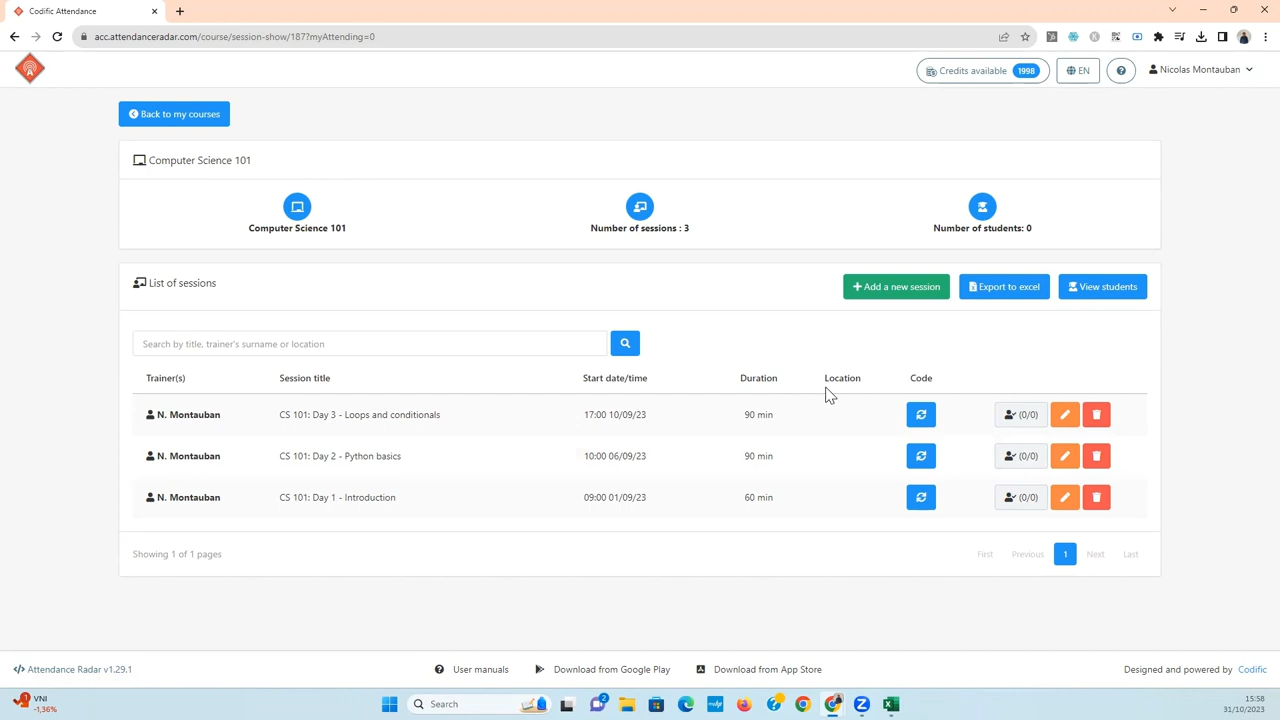 Codific Attendance
acc.attendanceradar.com/course/session-show/187?myAttending=0
Credits available 1998 EN ? Nicolas Montauban
Back to my courses
Computer Science 101
Computer Science 101 Number of sessions : 3 Number of students: 0
List of sessions Add a new session Export to excel View students
Search by title, trainer's surname or location
Trainer(s) Session title Start date/time Duration Location Code
N. Montauban CS 101: Day 3 - Loops and conditionals 17:00 10/09/23 90 min (0/0)
N. Montauban CS 101: Day 2 - Python basics 10:00 06/09/23 90 min (0/0)
N. Montauban CS 101: Day 1 - Introduction 09:00 01/09/23 60 min (0/0)
Showing 1 of 1 pages First Previous 1 Next Last
Attendance Radar v1.29.1 User manuals Download from Google Play Download from App Store Designed and powered by Codific
VNI
-1,36%
Search
15:58
31/10/2023